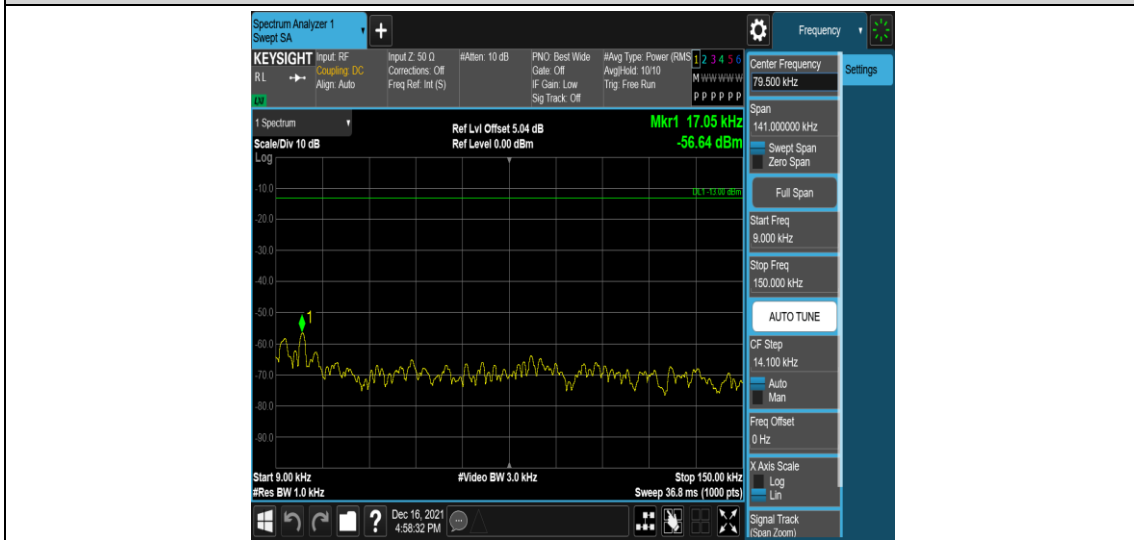 Spectrum Analyzer 1
Swept SA
+
Frequency
KEYSIGHT
RL
LXI
Input: RF
Coupling: DC
Align: Auto
Input Z: 50 Ω
Corrections: Off
Freq Ref: Int (S)
#Atten: 10 dB
PNO: Best Wide
Gate: Off
IF Gain: Low
Sig Track: Off
#Avg Type: Power (RMS
Avg|Hold: 10/10
Trig: Free Run
1 2 3 4 5 6
M W W W W W
P P P P P P
1 Spectrum
Scale/Div 10 dB
Log
Ref Lvl Offset 5.04 dB
Ref Level 0.00 dBm
Mkr1 17.05 kHz
-56.64 dBm
DL1 -13.00 dBm
-10.0
-20.0
-30.0
-40.0
-50.0
-60.0
-70.0
-80.0
-90.0
1
Start 9.00 kHz
#Res BW 1.0 kHz
#Video BW 3.0 kHz
Stop 150.00 kHz
Sweep 36.8 ms (1000 pts)
?
Dec 16, 2021
4:58:32 PM
Center Frequency
79.500 kHz
Settings
Span
141.000000 kHz
Swept Span
Zero Span
Full Span
Start Freq
9.000 kHz
Stop Freq
150.000 kHz
AUTO TUNE
CF Step
14.100 kHz
Auto
Man
Freq Offset
0 Hz
X Axis Scale
Log
Lin
Signal Track
(Span Zoom)